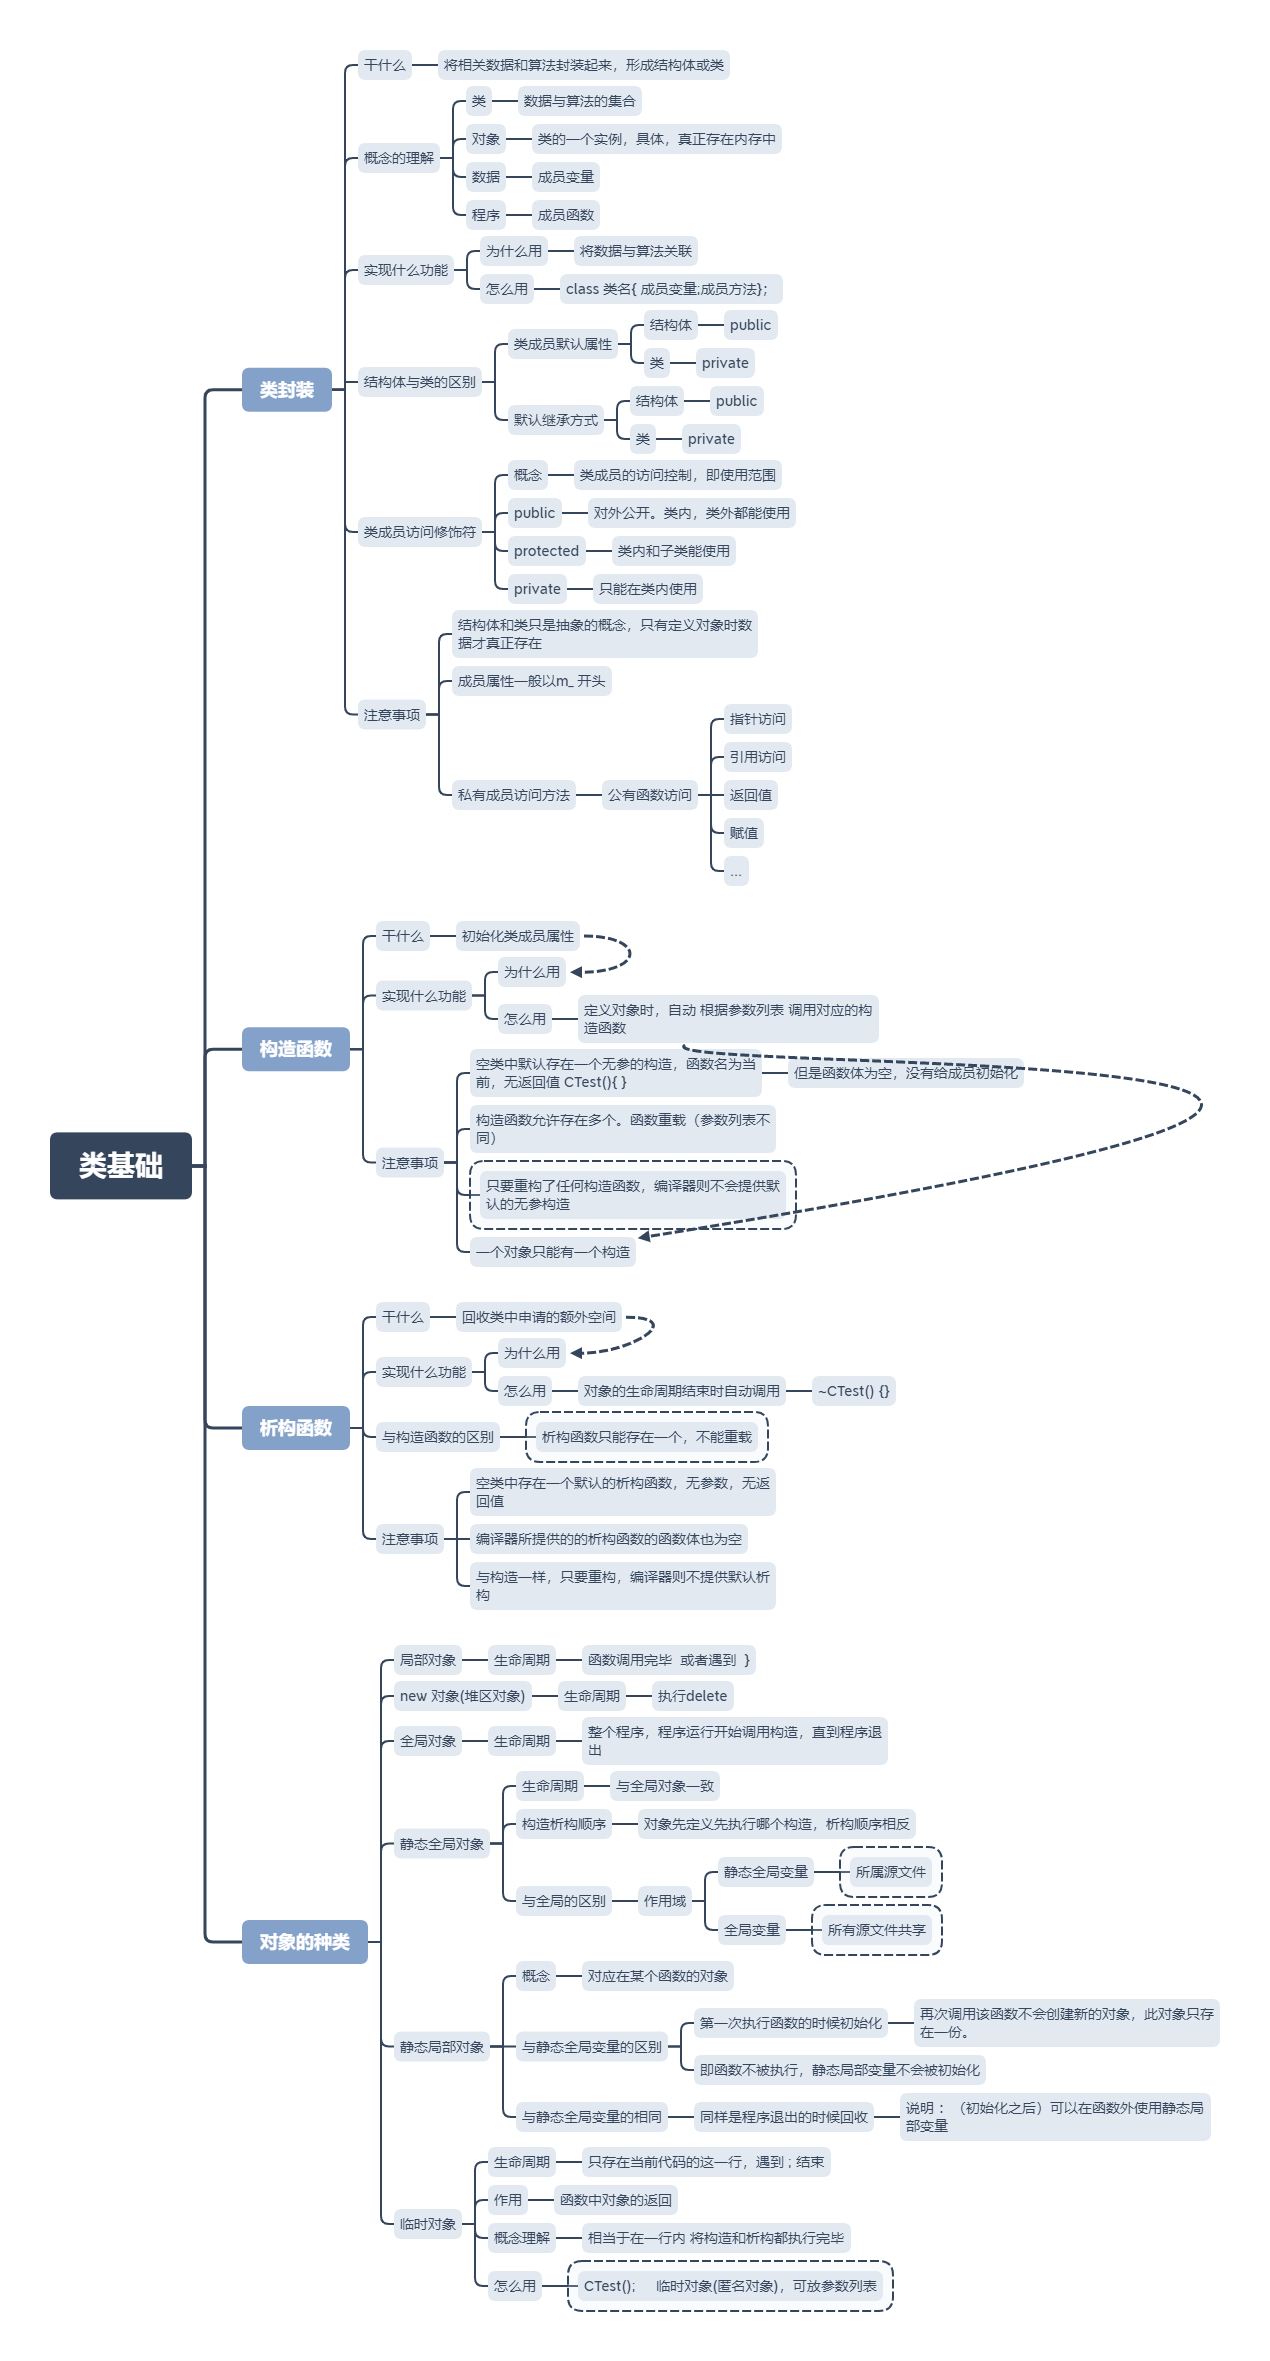 干什么
将相关数据和算法封装起来，形成结构体或类
类
数据与算法的集合
对象
类的一个实例，具体，真正存在内存中
概念的理解
数据
成员变量
程序
成员函数
为什么用
将数据与算法关联
实现什么功能
怎么用
class 类名{ 成员变量;成员方法}；
结构体
public
类成员默认属性
类
private
类封装
结构体与类的区别
结构体
public
默认继承方式
类
private
概念
类成员的访问控制，即使用范围
public
对外公开。类内，类外都能使用
类成员访问修饰符
protected
类内和子类能使用
private
只能在类内使用
结构体和类只是抽象的概念，只有定义对象时数
据才真正存在
成员属性一般以m_ 开头
注意事项
指针访问
引用访问
私有成员访问方法
公有函数访问
返回值
赋值
...
干什么
初始化类成员属性
为什么用
实现什么功能
怎么用
定义对象时，自动 根据参数列表 调用对应的构
造函数
构造函数
空类中默认存在一个无参的构造，函数名为当
前，无返回值 CTest(){ }
但是函数体为空，没有给成员初始化
构造函数允许存在多个。函数重载（参数列表不
同）
注意事项
类基础
只要重构了任何构造函数，编译器则不会提供默
认的无参构造
一个对象只能有一个构造
干什么
回收类中申请的额外空间
为什么用
实现什么功能
怎么用
对象的生命周期结束时自动调用
~CTest() {}
析构函数
与构造函数的区别
析构函数只能存在一个，不能重载
空类中存在一个默认的析构函数，无参数，无返
回值
注意事项
编译器所提供的的析构函数的函数体也为空
与构造一样，只要重构，编译器则不提供默认析
构
局部对象
生命周期
函数调用完毕 或者遇到 }
new 对象(堆区对象)
生命周期
执行delete
全局对象
生命周期
整个程序，程序运行开始调用构造，直到程序退
出
生命周期
与全局对象一致
构造析构顺序
对象先定义先执行哪个构造，析构顺序相反
静态全局对象
静态全局变量
所属源文件
与全局的区别
作用域
全局变量
所有源文件共享
对象的种类
概念
对应在某个函数的对象
第一次执行函数的时候初始化
再次调用该函数不会创建新的对象，此对象只存
在一份。
静态局部对象
与静态全局变量的区别
即函数不被执行，静态局部变量不会被初始化
与静态全局变量的相同
同样是程序退出的时候回收
说明：（初始化之后）可以在函数外使用静态局
部变量
生命周期
只存在当前代码的这一行，遇到 ; 结束
作用
函数中对象的返回
临时对象
概念理解
相当于在一行内 将构造和析构都执行完毕
怎么用
CTest(); 临时对象(匿名对象)，可放参数列表